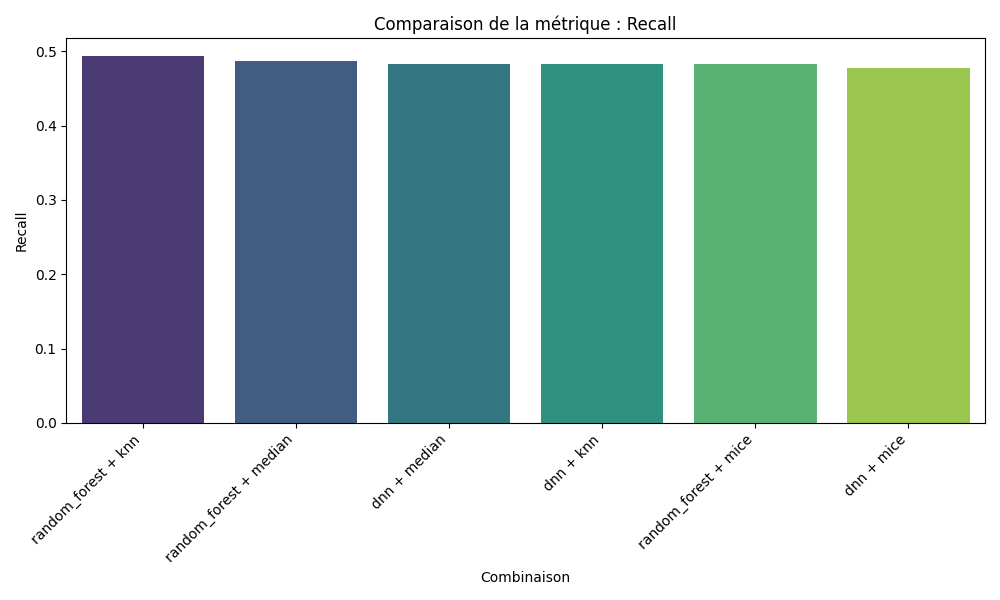 Comparaison de la métrique : Recall
Recall
0.5
0.4
0.3
0.2
0.1
0.0
random_forest + knn
random_forest + median
dnn + median
dnn + knn
random_forest + mice
dnn + mice
Combinaison